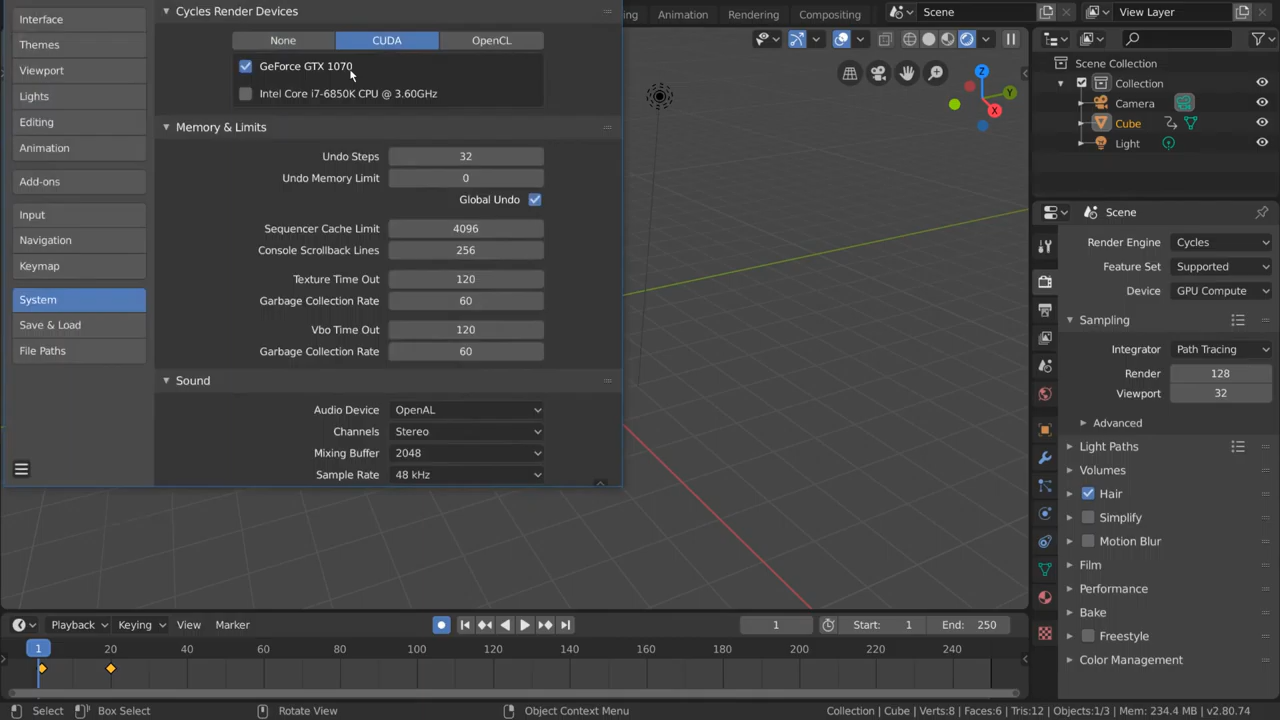 Interface
Themes
Viewport
Lights
Editing
Animation
Add-ons
Input
Navigation
Keymap
System
Save & Load
File Paths
Cycles Render Devices
None CUDA OpenCL
GeForce GTX 1070
Intel Core i7-6850K CPU @ 3.60GHz
Memory & Limits
Undo Steps 32
Undo Memory Limit 0
Global Undo
Sequencer Cache Limit 4096
Console Scrollback Lines 256
Texture Time Out 120
Garbage Collection Rate 60
Vbo Time Out 120
Garbage Collection Rate 60
Sound
Audio Device OpenAL
Channels Stereo
Mixing Buffer 2048
Sample Rate 48 kHz
Animation Rendering Compositing
Scene View Layer
Z
Y
X
Scene Collection
Collection
Camera
Cube
Light
Scene
Render Engine Cycles
Feature Set Supported
Device GPU Compute
Sampling
Integrator Path Tracing
Render 128
Viewport 32
Advanced
Light Paths
Volumes
Hair
Simplify
Motion Blur
Film
Performance
Bake
Freestyle
Color Management
Playback Keying View Marker
1 Start: 1 End: 250
1 20 40 60 80 100 120 140 160 180 200 220 240
Select Box Select Rotate View Object Context Menu
Collection | Cube | Verts:8 | Faces:6 | Tris:12 | Objects:1/3 | Mem: 234.4 MB | v2.80.74